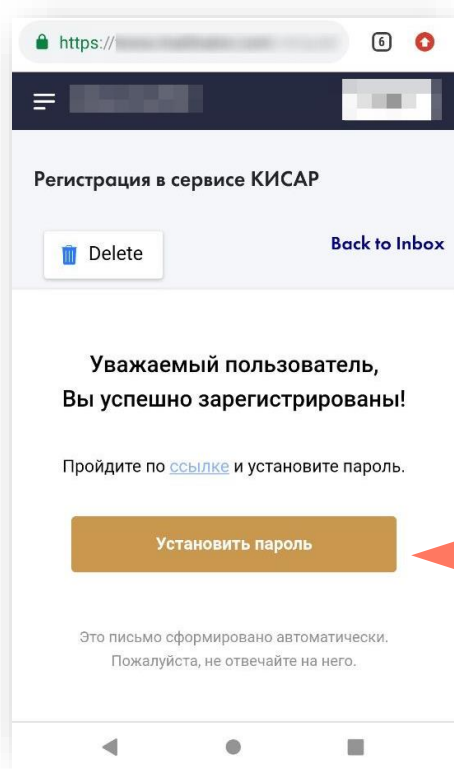 https://
6
Регистрация в сервисе КИСАР
Delete
Back to Inbox
Уважаемый пользователь,
Вы успешно зарегистрированы!
Пройдите по ссылке и установите пароль.
Установить пароль
Это письмо сформировано автоматически.
Пожалуйста, не отвечайте на него.